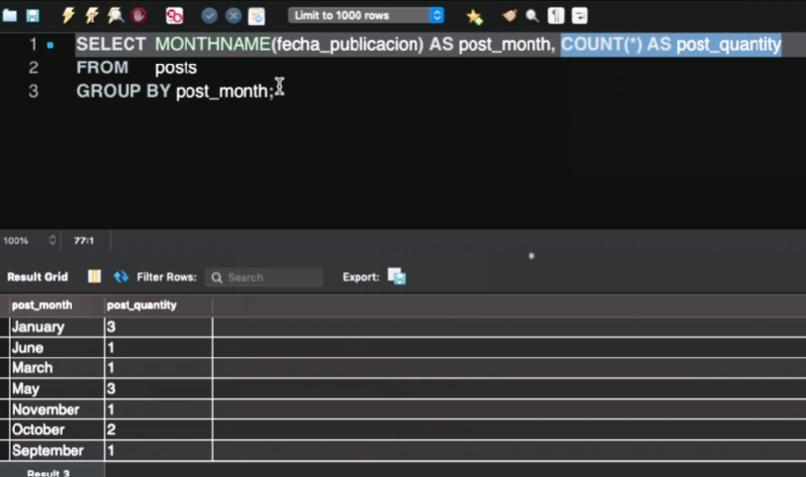 Limit to 1000 rows
1 SELECT MONTHNAME(fecha_publicacion) AS post_month, COUNT(*) AS post_quantity
2 FROM posts
3 GROUP BY post_month;
100% 77:1
Result Grid Filter Rows: Search Export:
post_month post_quantity
January 3
June 1
March 1
May 3
November 1
October 2
September 1
Result 3